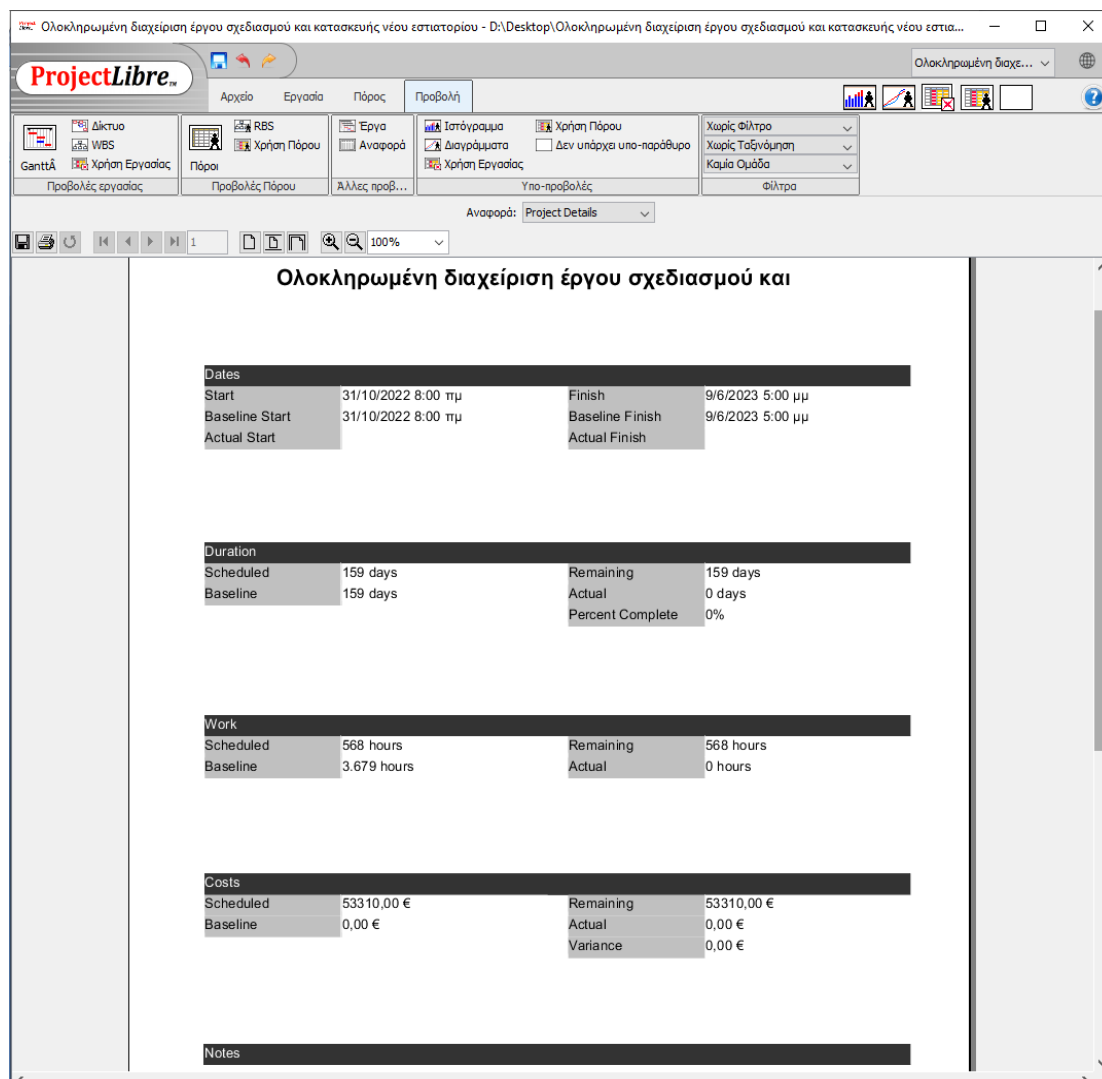 Ολοκληρωμένη διαχείριση έργου σχεδιασμού και κατασκευής νέου εστιατορίου - D:\Desktop\Ολοκληρωμένη διαχείριση έργου σχεδιασμού και κατασκευής νέου εστια...
ProjectLibre TM
Ολοκληρωμένη διαχε...
Αρχείο Εργασία Πόρος Προβολή
Δίκτυο RBS Έργα Ιστόγραμμα Χρήση Πόρου Χωρίς Φίλτρο
WBS Χρήση Πόρου Αναφορά Διαγράμματα Δεν υπάρχει υπο-παράθυρο Χωρίς Ταξινόμηση
GanttÂ Χρήση Εργασίας Πόροι Χρήση Εργασίας Καμία Ομάδα
Προβολές εργασίας Προβολές Πόρου Άλλες προβ... Υπο-προβολές Φίλτρα
Αναφορά: Project Details
1 100%
Ολοκληρωμένη διαχείριση έργου σχεδιασμού και
Dates
Start 31/10/2022 8:00 πμ Finish 9/6/2023 5:00 μμ
Baseline Start 31/10/2022 8:00 πμ Baseline Finish 9/6/2023 5:00 μμ
Actual Start Actual Finish
Duration
Scheduled 159 days Remaining 159 days
Baseline 159 days Actual 0 days
Percent Complete 0%
Work
Scheduled 568 hours Remaining 568 hours
Baseline 3.679 hours Actual 0 hours
Costs
Scheduled 53310,00 € Remaining 53310,00 €
Baseline 0,00 € Actual 0,00 €
Variance 0,00 €
Notes